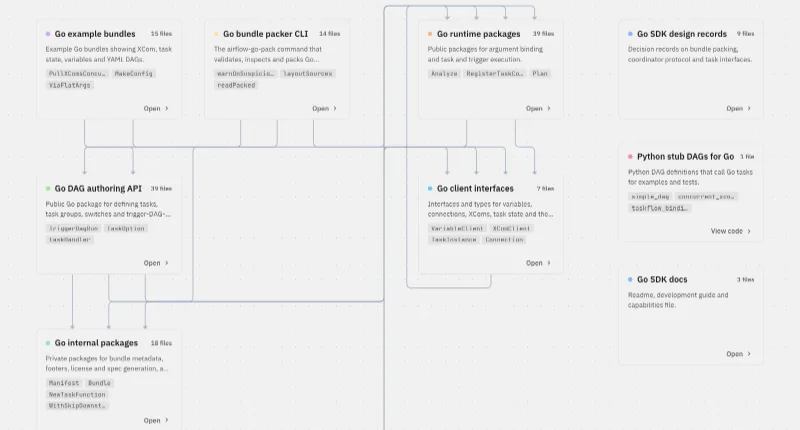 Go example bundles 15 files
Example Go bundles showing XCom, task
state, variables and YAML DAGs.
PullXComsConcu… MakeConfig
ViaFlatArgs
Open
Go bundle packer CLI 14 files
The airflow-go-pack command that
validates, inspects and packs Go…
warnOnSuspicio… layoutSources
readPacked
Open
Go runtime packages 39 files
Public packages for argument binding
and task and trigger execution.
Analyze RegisterTaskCo… Plan
Open
Go SDK design records 9 files
Decision records on bundle packing,
coordinator protocol and task interfaces.
Open
Go DAG authoring API 39 files
Public Go package for defining tasks,
task groups, switches and trigger-DAG-…
TriggerDagRun TaskOption
TaskHandler
Open
Go client interfaces 7 files
Interfaces and types for variables,
connections, XComs, task state and the…
VariableClient XComClient
TaskInstance Connection
Open
Python stub DAGs for Go 3 file
Python DAG definitions that call Go tasks
for examples and tests.
simple_dag concurrent_xco…
taskflow_bindi…
View code
Go SDK docs 3 files
Readme, development guide and
capabilities file.
Open
Go internal packages 18 files
Private packages for bundle metadata,
footers, license and spec generation, a…
Manifest Bundle
NewTaskFunction
WithSkipDownst…
Open